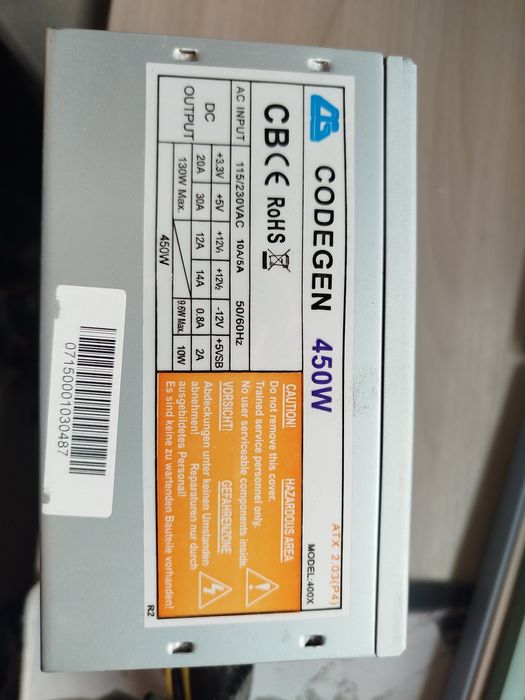 CODEGEN 450W
ATX 2.03(P4)
MODEL:400X
CB CE RoHS
AC INPUT 115/230VAC 10A/5A 50/60Hz
DC OUTPUT +3.3V +5V +12V1 +12V2 -12V +5VSB
20A 30A 12A 14A 0.8A 2A
130W Max. 9.6W Max. 10W
450W
CAUTION! HAZARDOUS AREA
Do not remove this cover.
Trained service personnel only.
No user serviceable components inside.
VORSICHT! GEFAHRENZONE
Abdeckungen unter keinen Umständen
abnehmen! Reparaturen nur durch
ausgebildetes Personal!
Es sind keine zu wartenden Bauteile vorhanden!
R2
071500001030487